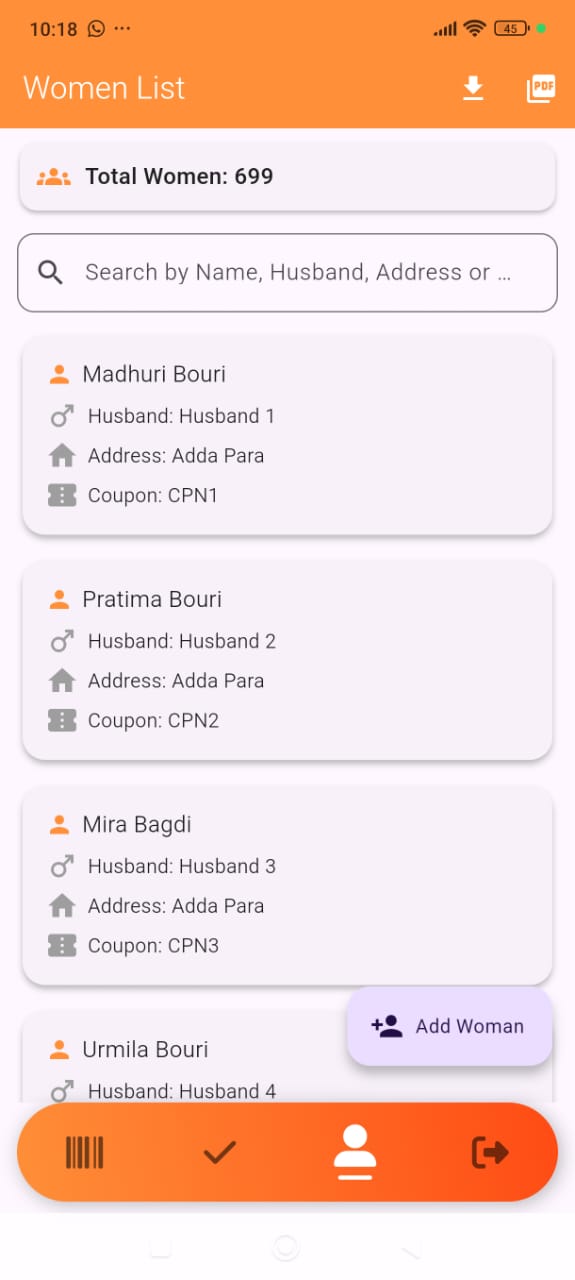 10:18
45
Women List
PDF
Total Women: 699
Search by Name, Husband, Address or ...
Madhuri Bouri
Husband: Husband 1
Address: Adda Para
Coupon: CPN1
Pratima Bouri
Husband: Husband 2
Address: Adda Para
Coupon: CPN2
Mira Bagdi
Husband: Husband 3
Address: Adda Para
Coupon: CPN3
Add Woman
Urmila Bouri
Husband: Husband 4